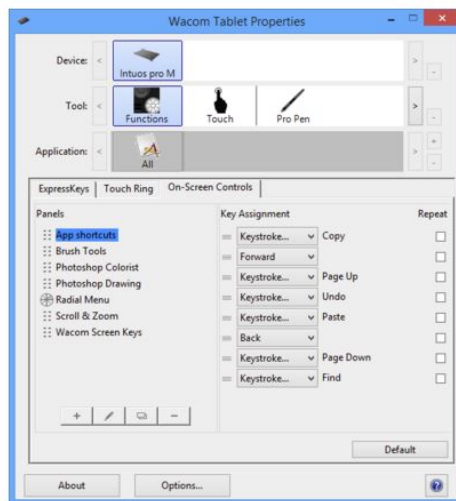 Wacom Tablet Properties
Device:
Intuos pro M
Tool:
Functions Touch Pro Pen
Application:
All
ExpressKeys Touch Ring On-Screen Controls
Panels Key Assignment Repeat
App shortcuts Keystroke... Copy
Brush Tools Forward
Photoshop Colorist Keystroke... Page Up
Photoshop Drawing Keystroke... Undo
Radial Menu Keystroke... Paste
Scroll & Zoom Back
Wacom Screen Keys Keystroke... Page Down
Keystroke... Find
Default
About Options...